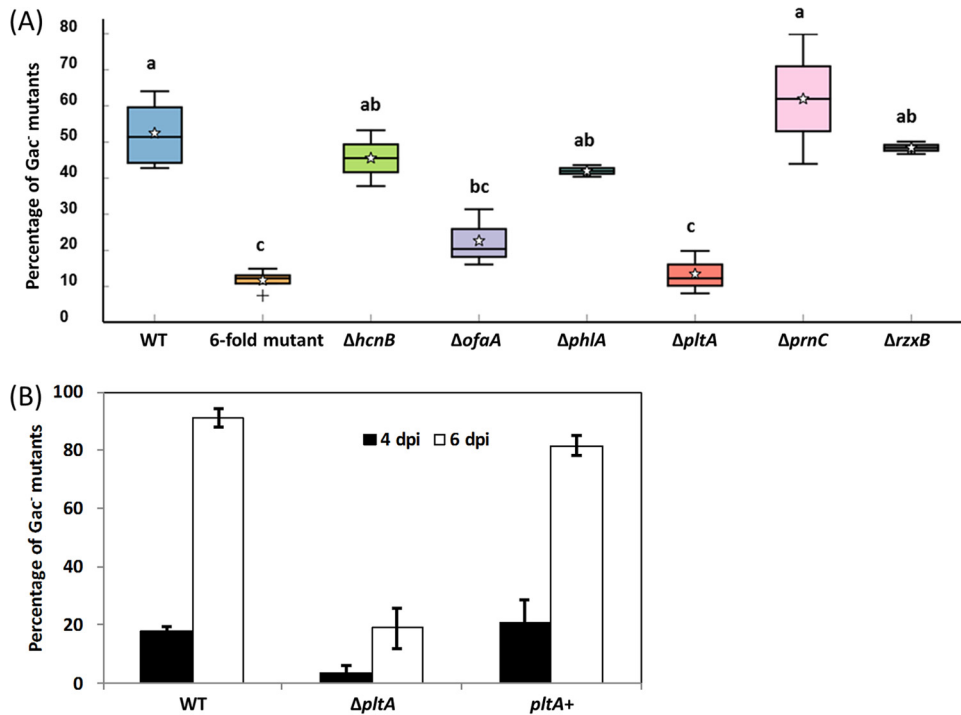 (A)
Percentage of Gac⁻ mutants
80
70
60
50
40
30
20
10
0
a
c
ab
bc
ab
c
a
ab
WT
6-fold mutant
ΔhcnB
ΔofaA
ΔphlA
ΔpltA
ΔprnC
ΔrzxB
(B)
Percentage of Gac⁻ mutants
100
80
60
40
20
0
4 dpi
6 dpi
WT
ΔpltA
pltA+